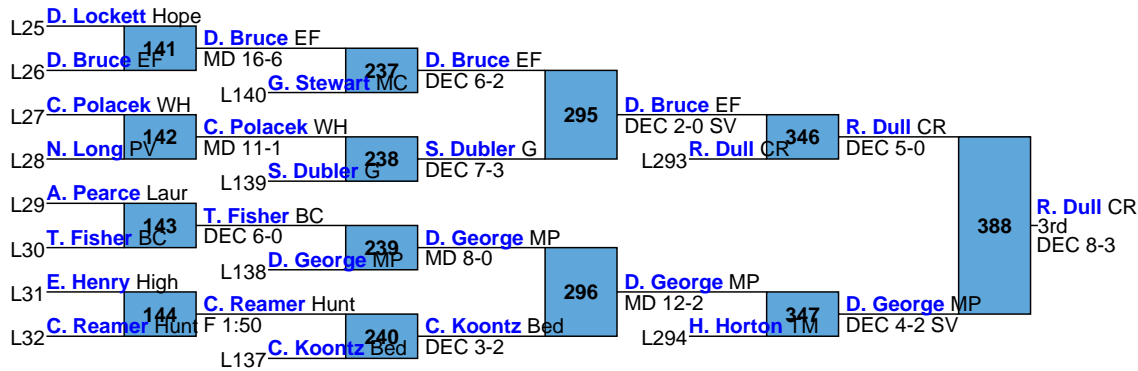 L25 D. Lockett Hope
141
L26 D. Bruce EF
D. Bruce EF
MD 16-6
237
L140 G. Stewart MC
D. Bruce EF
DEC 6-2
L27 C. Polacek WH
142
L28 N. Long PV
C. Polacek WH
MD 11-1
238
L139 S. Dubler G
S. Dubler G
DEC 7-3
295
D. Bruce EF
DEC 2-0 SV
346
L293 R. Dull CR
R. Dull CR
DEC 5-0
L29 A. Pearce Laur
143
L30 T. Fisher BC
T. Fisher BC
DEC 6-0
239
L138 D. George MP
D. George MP
MD 8-0
L31 E. Henry High
144
L32 C. Reamer Hunt
C. Reamer Hunt
F 1:50
240
L137 C. Koontz Bed
C. Koontz Bed
DEC 3-2
296
D. George MP
MD 12-2
347
L294 H. Horton TM
D. George MP
DEC 4-2 SV
388
R. Dull CR
3rd
DEC 8-3